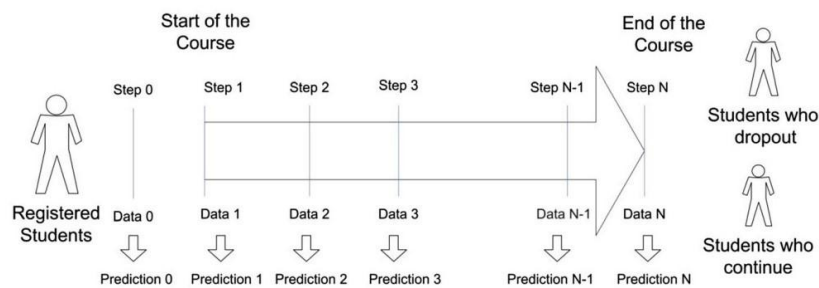 Start of the
Course
End of the
Course
Step 0
Step 1
Step 2
Step 3
Step N-1
Step N
Students who
dropout
Registered
Students
Data 0
Data 1
Data 2
Data 3
Data N-1
Data N
Students who
continue
Prediction 0
Prediction 1
Prediction 2
Prediction 3
Prediction N-1
Prediction N